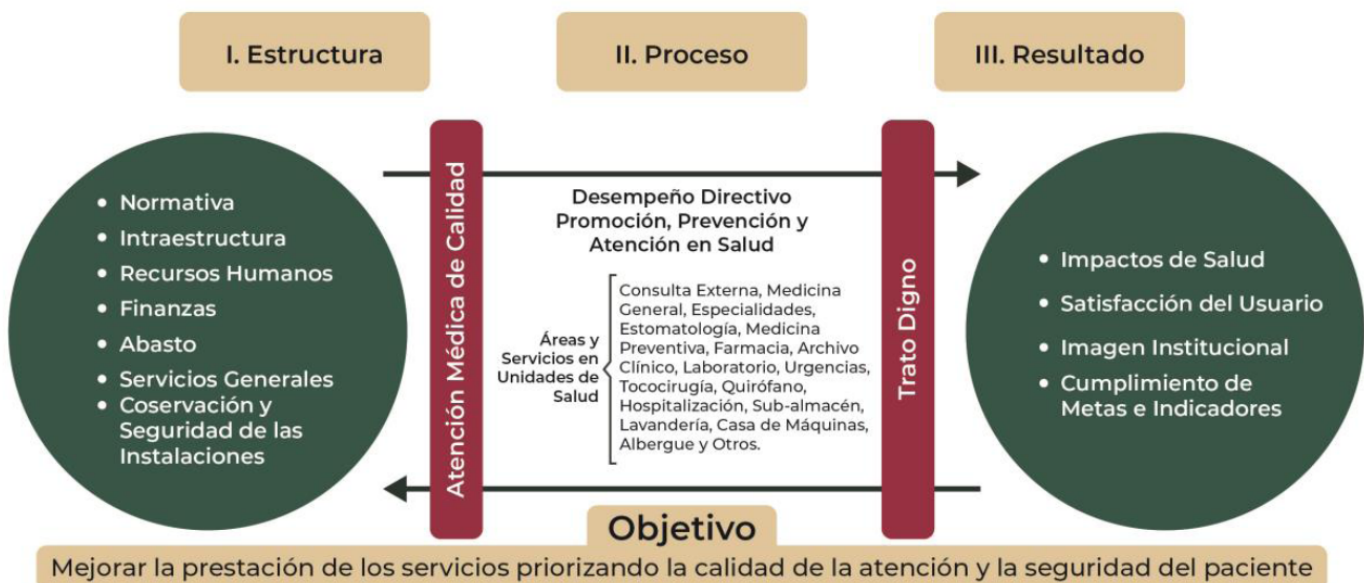 I. Estructura
II. Proceso
III. Resultado
• Normativa
• Intraestructura
• Recursos Humanos
• Finanzas
• Abasto
• Servicios Generales
• Coservación y
Seguridad de las
Instalaciones
Atención Médica de Calidad
Desempeño Directivo
Promoción, Prevención y
Atención en Salud
Áreas y
Servicios en
Unidades de
Salud
Consulta Externa, Medicina
General, Especialidades,
Estomatología, Medicina
Preventiva, Farmacia, Archivo
Clínico, Laboratorio, Urgencias,
Tococirugía, Quirófano,
Hospitalización, Sub-almacén,
Lavandería, Casa de Máquinas,
Albergue y Otros.
Trato Digno
• Impactos de Salud
• Satisfacción del Usuario
• Imagen Institucional
• Cumplimiento de
Metas e Indicadores
Objetivo
Mejorar la prestación de los servicios priorizando la calidad de la atención y la seguridad del paciente